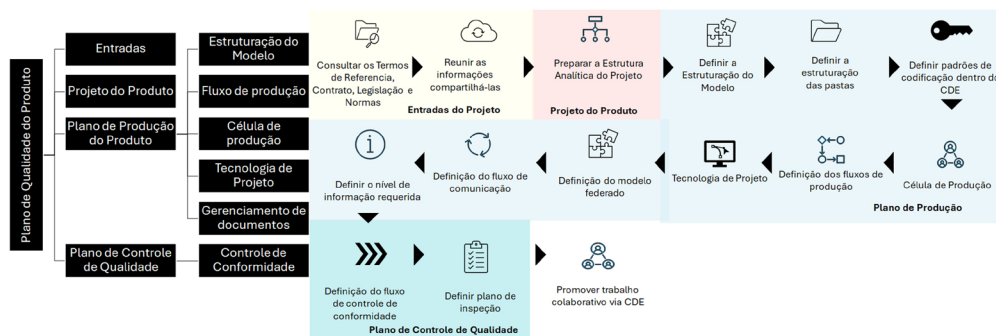 Plano de Qualidade do Produto
Entradas
Projeto do Produto
Plano de Produção
do Produto
Plano de Controle
de Qualidade
Estruturação do
Modelo
Fluxo de produção
Célula de
produção
Tecnologia de
Projeto
Gerenciamento de
documentos
Controle de
Conformidade
Consultar os Termos
de Referencia,
Contrato, Legislação e
Normas
Reunir as
informações
compartilhá-las
Entradas do Projeto
Preparar a Estrutura
Analítica do Projeto
Projeto do Produto
Definir a
Estruturação do
Modelo
Definir a
estruturação das
pastas
Definir padrões de
codificação dentro do
CDE
Definir o nível de
informação requerida
Definição do fluxo de
comunicação
Definição do modelo
federado
Tecnologia de Projeto
Definição dos fluxos de
produção
Célula de Produção
Plano de Produção
Definição do fluxo
de controle de
conformidade
Definir plano de
inspeção
Plano de Controle de Qualidade
Promover trabalho
colaborativo via CDE